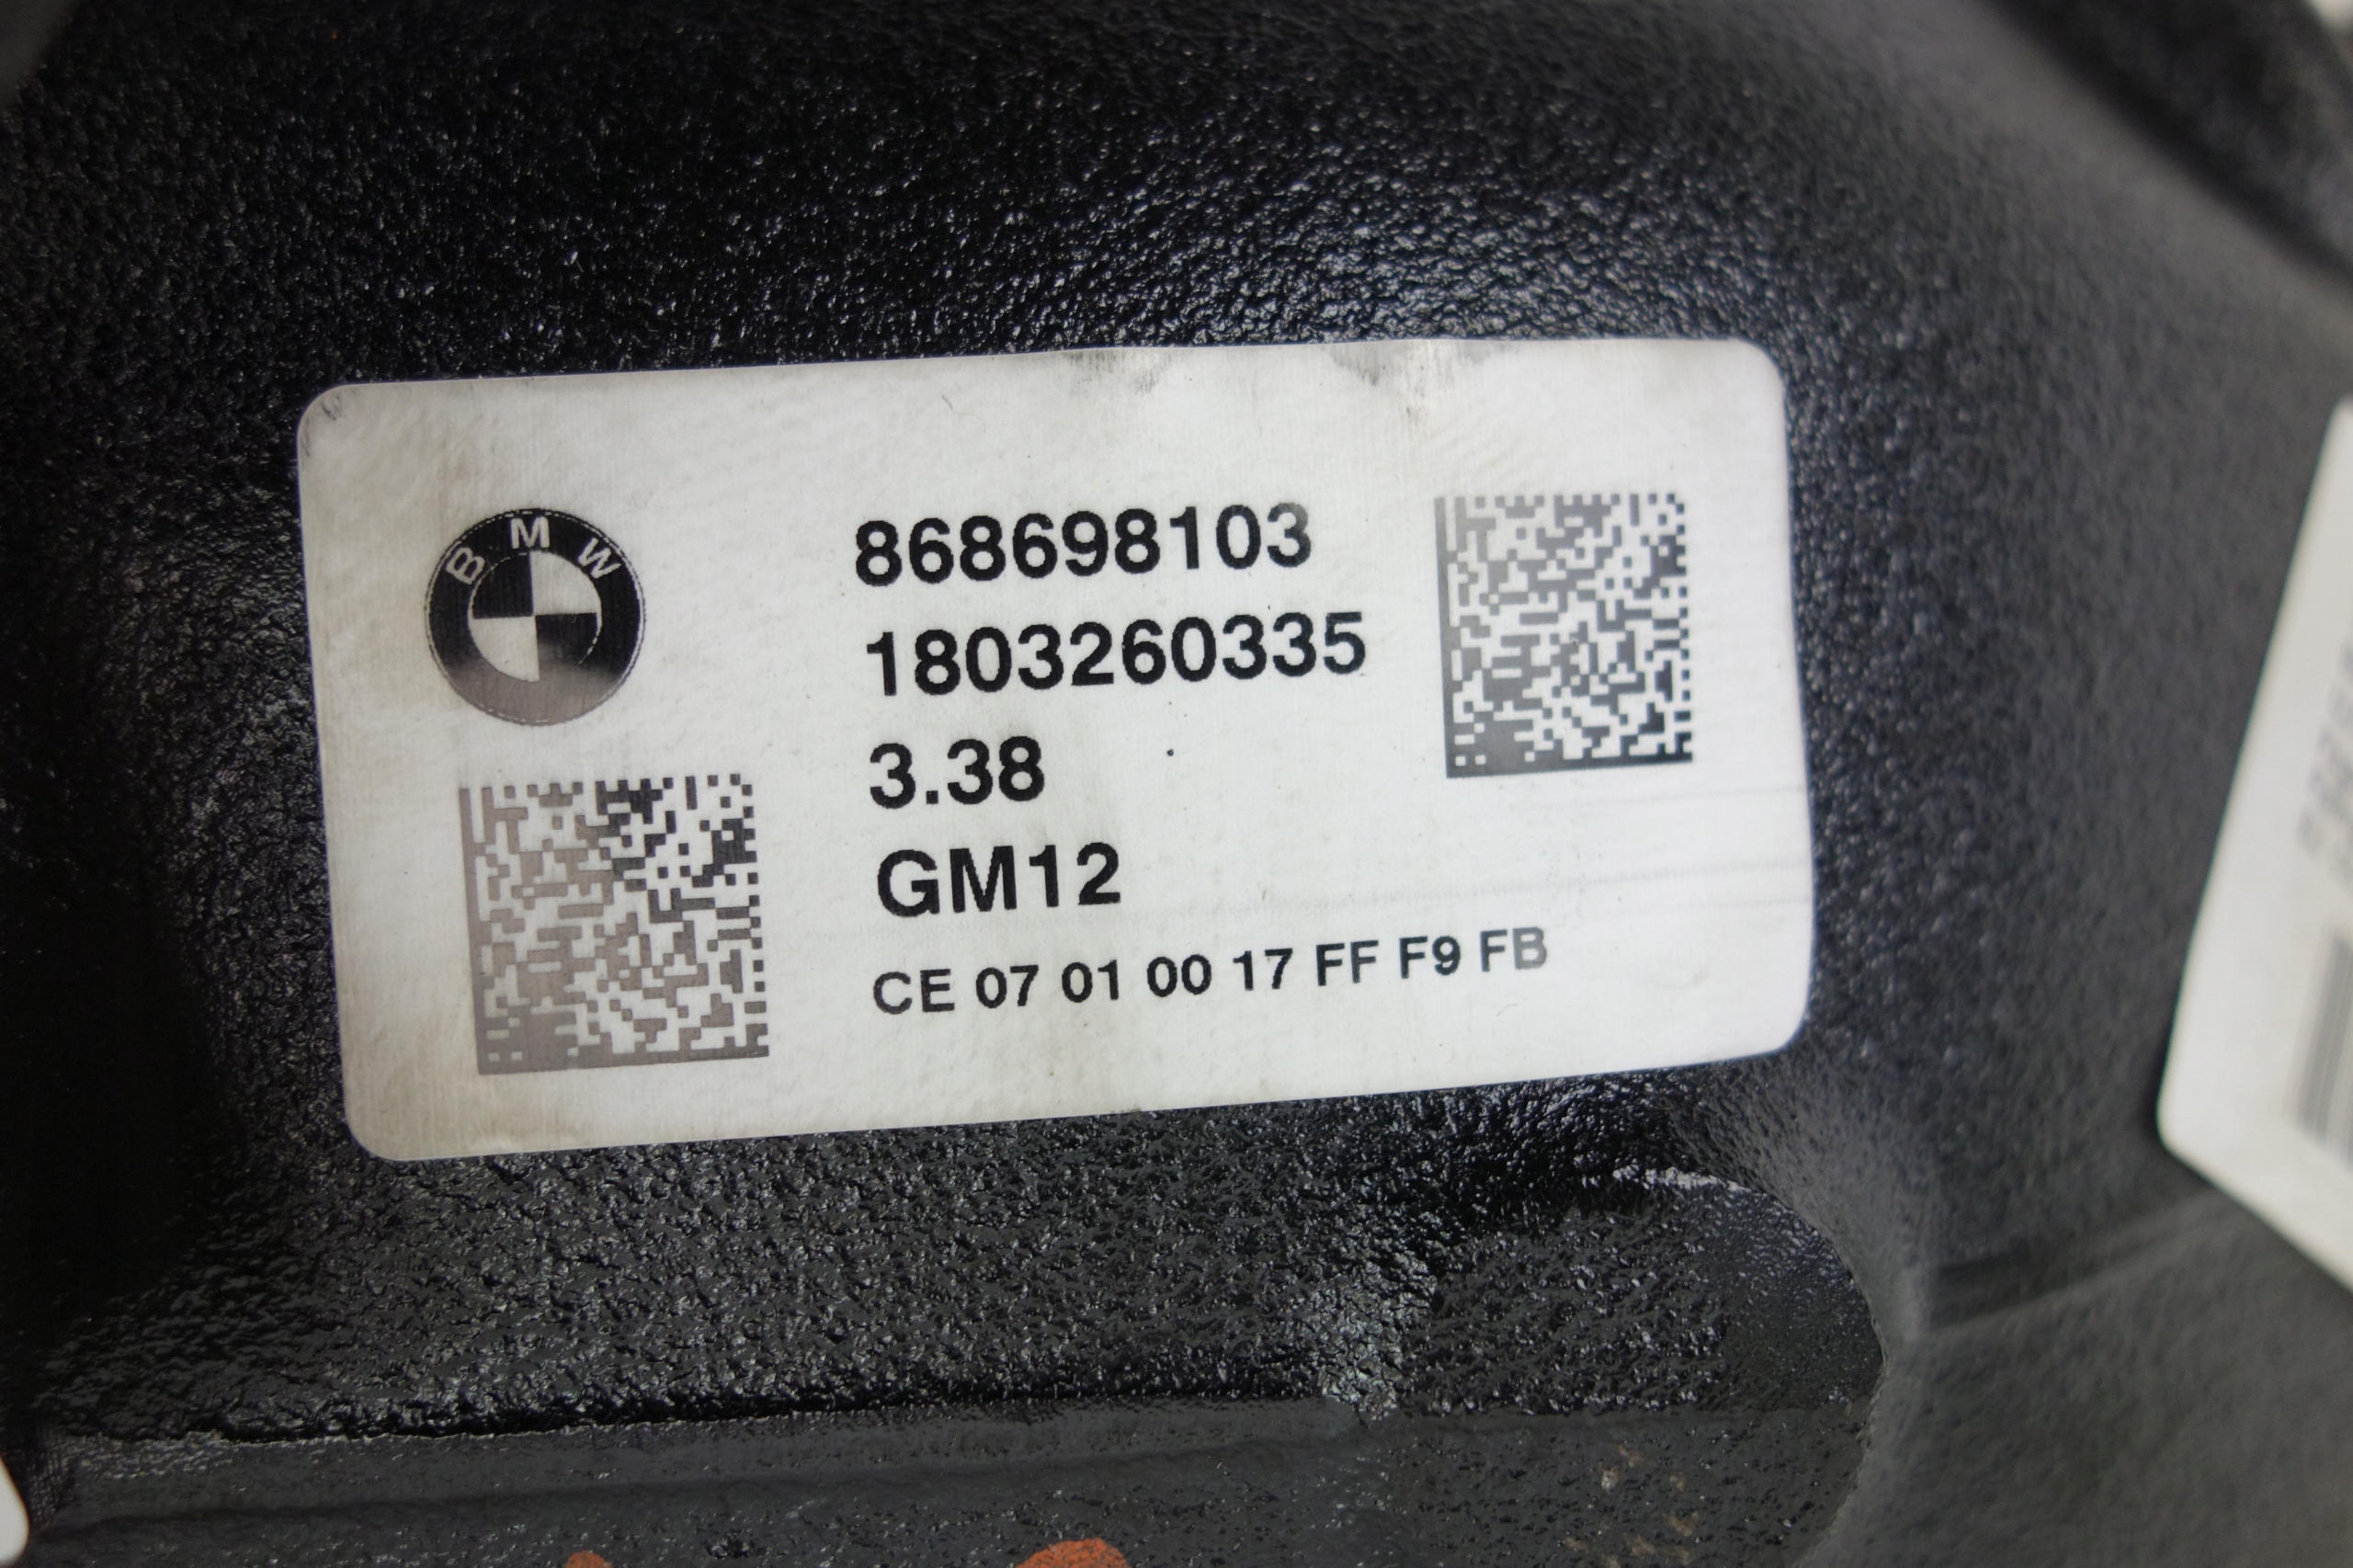 BMW
868698103
1803260335
3.38
GM12
CE 07 01 00 17 FF F9 FB